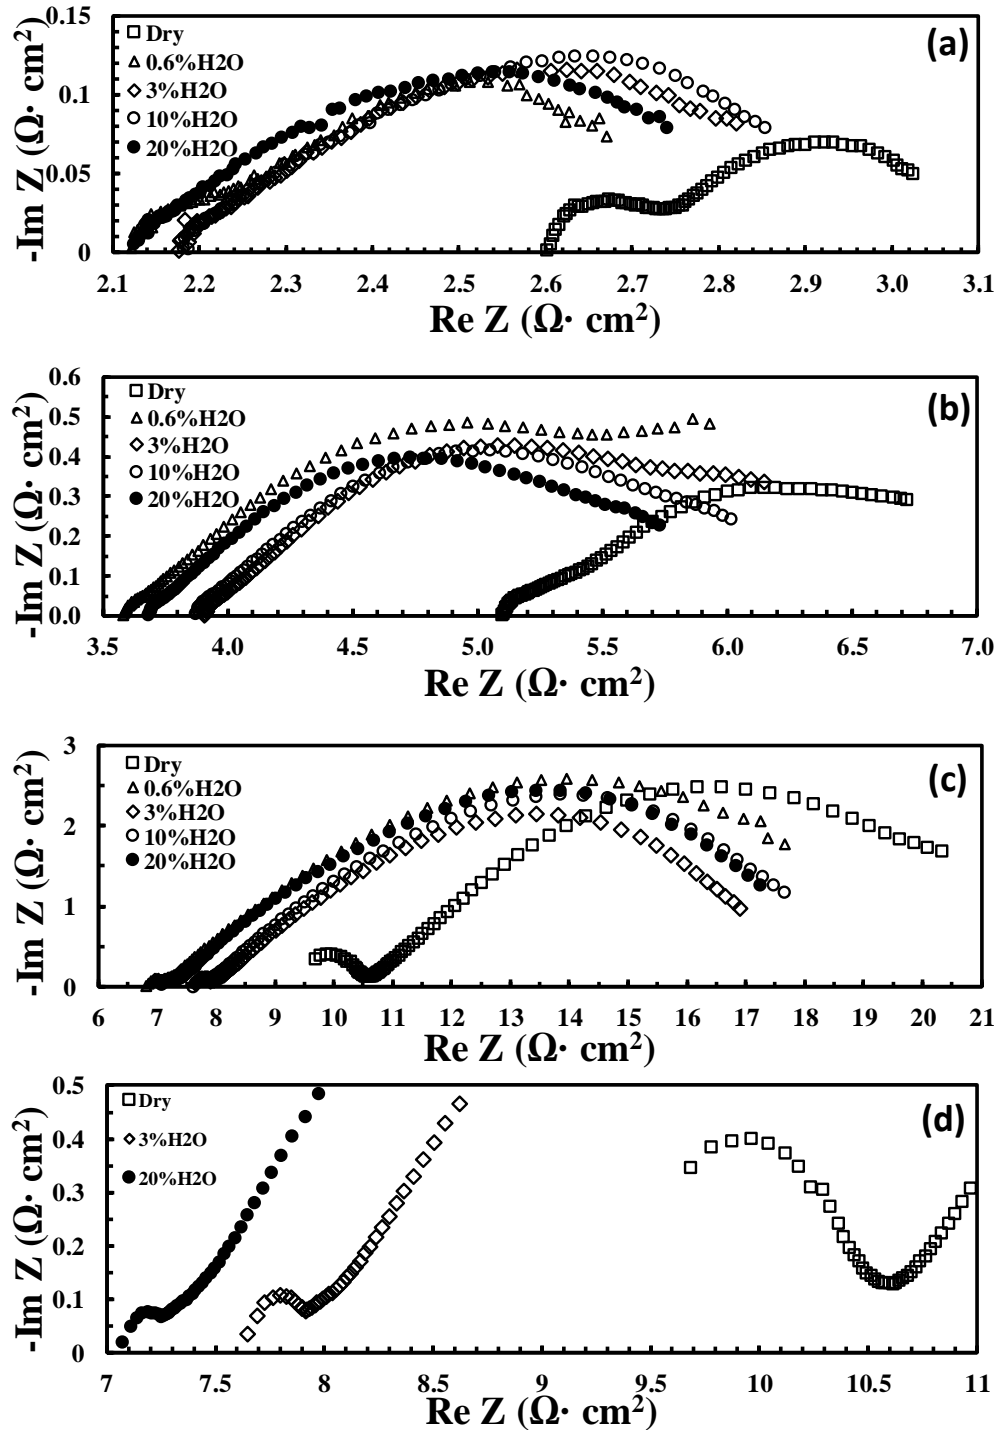 0.15
0.1
0.05
0
-Im Z (Ω· cm²)
Dry
0.6%H2O
3%H2O
10%H2O
20%H2O
(a)
2.1 2.2 2.3 2.4 2.5 2.6 2.7 2.8 2.9 3.0 3.1
Re Z (Ω· cm²)
0.6
0.5
0.4
0.3
0.2
0.1
0.0
-Im Z (Ω· cm²)
Dry
0.6%H2O
3%H2O
10%H2O
20%H2O
(b)
3.5 4.0 4.5 5.0 5.5 6.0 6.5 7.0
Re Z (Ω· cm²)
3
2
1
0
-Im Z (Ω· cm²)
Dry
0.6%H2O
3%H2O
10%H2O
20%H2O
(c)
6 7 8 9 10 11 12 13 14 15 16 17 18 19 20 21
Re Z (Ω· cm²)
0.5
0.4
0.3
0.2
0.1
0
-Im Z (Ω· cm²)
Dry
3%H2O
20%H2O
(d)
7 7.5 8 8.5 9 9.5 10 10.5 11
Re Z (Ω· cm²)